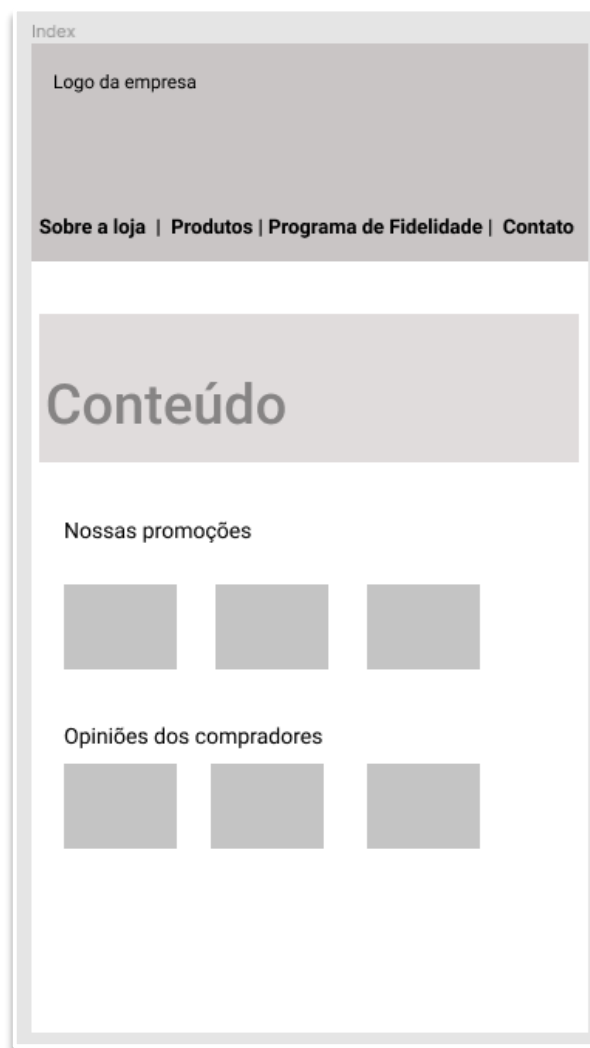 Index
Logo da empresa
Sobre a loja | Produtos | Programa de Fidelidade | Contato
Conteúdo
Nossas promoções
Opiniões dos compradores